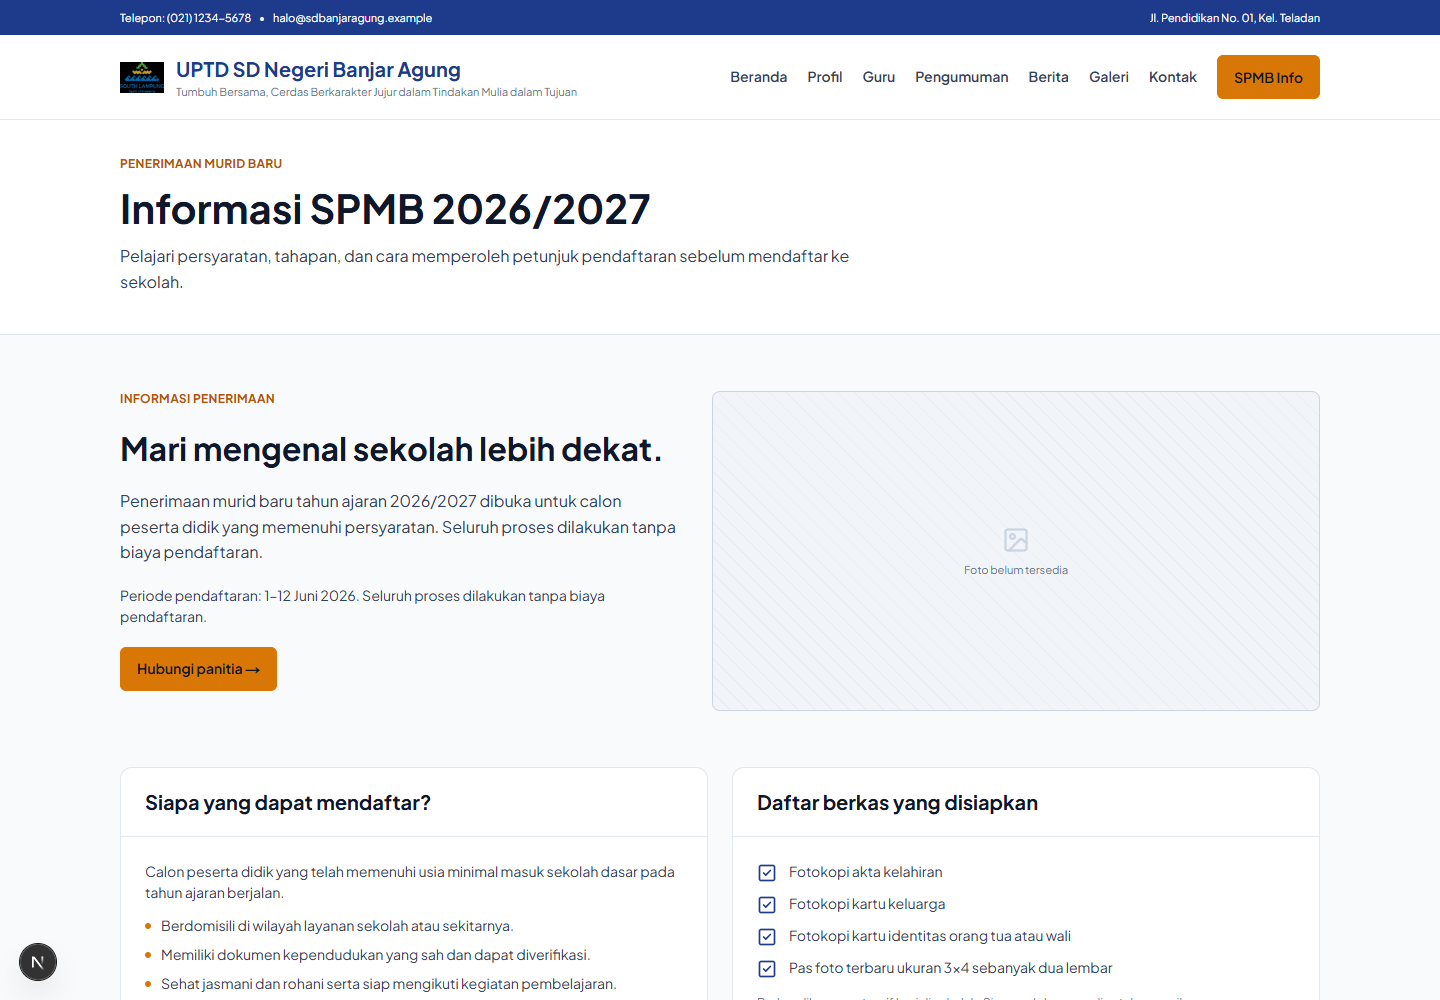 Telepon: (021) 1234-5678 • halo@sdbanjaragung.example
Jl. Pendidikan No. 01, Kel. Teladan
SOUTH LAMPUNG
UPTD SD Negeri Banjar Agung
Tumbuh Bersama, Cerdas Berkarakter Jujur dalam Tindakan Mulia dalam Tujuan
Beranda Profil Guru Pengumuman Berita Galeri Kontak SPMB Info
PENERIMAAN MURID BARU
Informasi SPMB 2026/2027
Pelajari persyaratan, tahapan, dan cara memperoleh petunjuk pendaftaran sebelum mendaftar ke
sekolah.
INFORMASI PENERIMAAN
Mari mengenal sekolah lebih dekat.
Penerimaan murid baru tahun ajaran 2026/2027 dibuka untuk calon
peserta didik yang memenuhi persyaratan. Seluruh proses dilakukan tanpa
biaya pendaftaran.
Periode pendaftaran: 1–12 Juni 2026. Seluruh proses dilakukan tanpa biaya
pendaftaran.
Hubungi panitia →
Foto belum tersedia
Siapa yang dapat mendaftar?
Calon peserta didik yang telah memenuhi usia minimal masuk sekolah dasar pada
tahun ajaran berjalan.
• Berdomisili di wilayah layanan sekolah atau sekitarnya.
• Memiliki dokumen kependudukan yang sah dan dapat diverifikasi.
• Sehat jasmani dan rohani serta siap mengikuti kegiatan pembelajaran.
Daftar berkas yang disiapkan
Fotokopi akta kelahiran
Fotokopi kartu keluarga
Fotokopi kartu identitas orang tua atau wali
Pas foto terbaru ukuran 3×4 sebanyak dua lembar
N